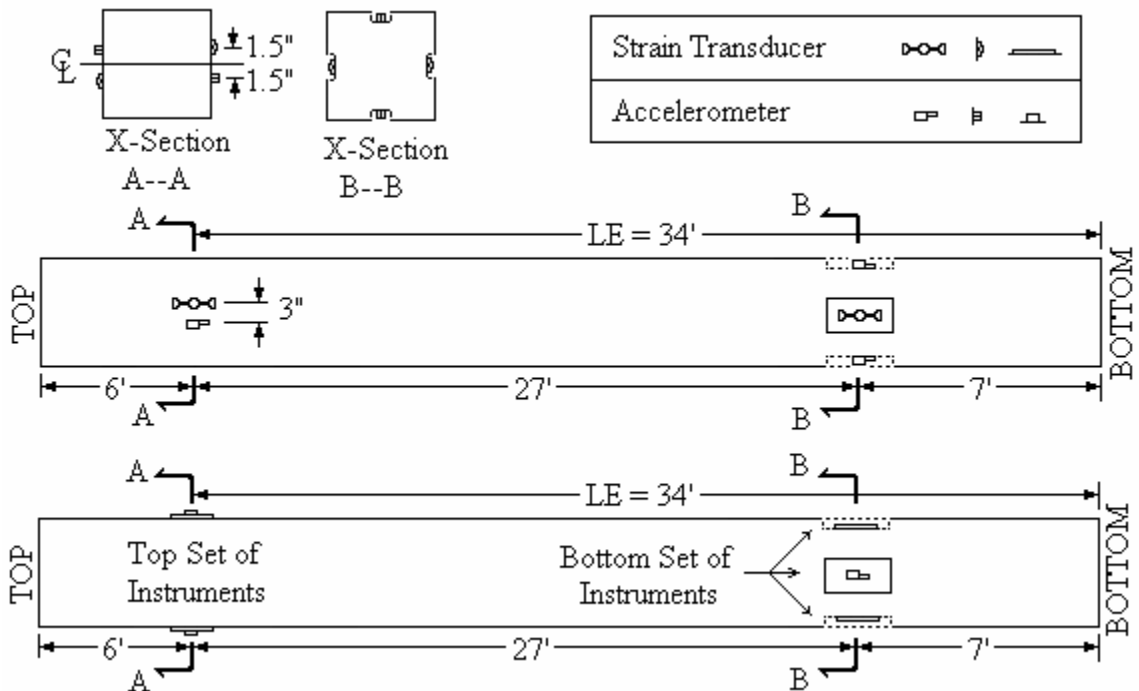 ℄
1.5"
1.5"
X-Section
A--A
X-Section
B--B
Strain Transducer
Accelerometer
A
B
LE = 34'
TOP
3"
BOTTOM
6'
27'
7'
A
B
A
B
LE = 34'
TOP
Top Set of
Instruments
Bottom Set of
Instruments
BOTTOM
6'
27'
7'
A
B